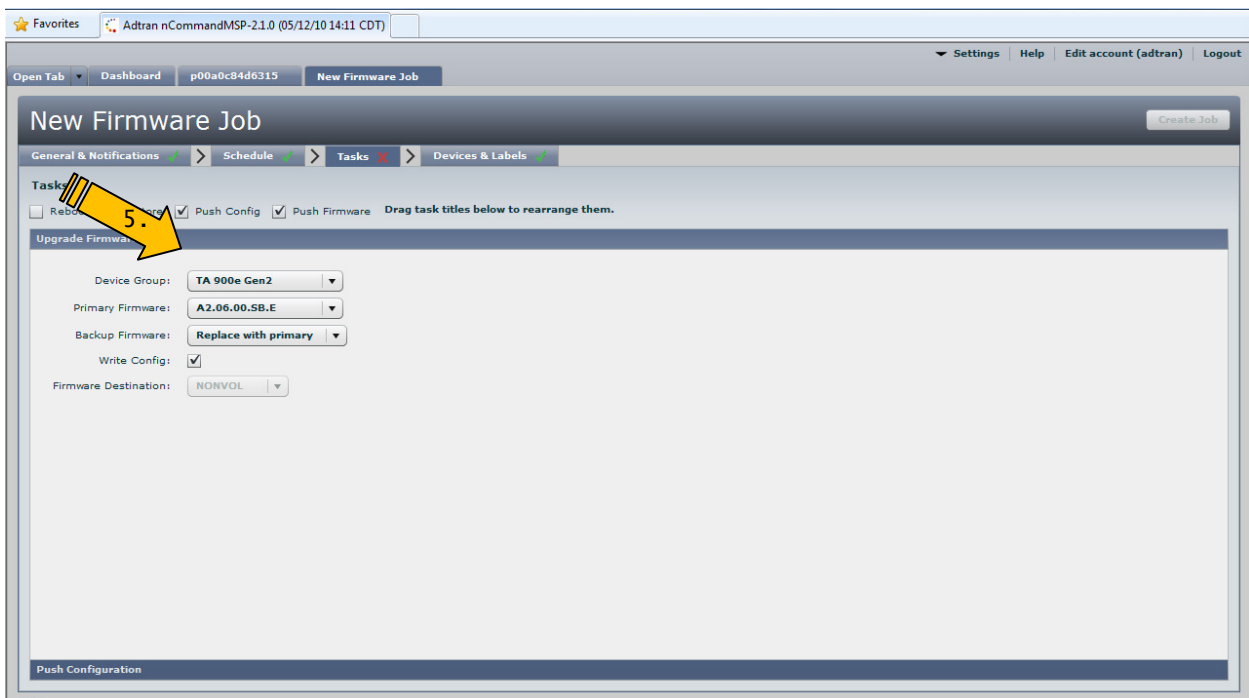 Favorites
Adtran nCommandMSP-2.1.0 (05/12/10 14:11 CDT)
Settings Help Edit account (adtran) Logout
Open Tab Dashboard p00a0c84d6315 New Firmware Job
New Firmware Job
Create Job
General & Notifications Schedule Tasks Devices & Labels
Tasks
Push Config Push Firmware Drag task titles below to rearrange them.
5.
Upgrade
Device Group: TA 900e Gen2
Primary Firmware: A2.06.00.SB.E
Backup Firmware: Replace with primary
Write Config:
Firmware Destination: NONVOL
Push Configuration